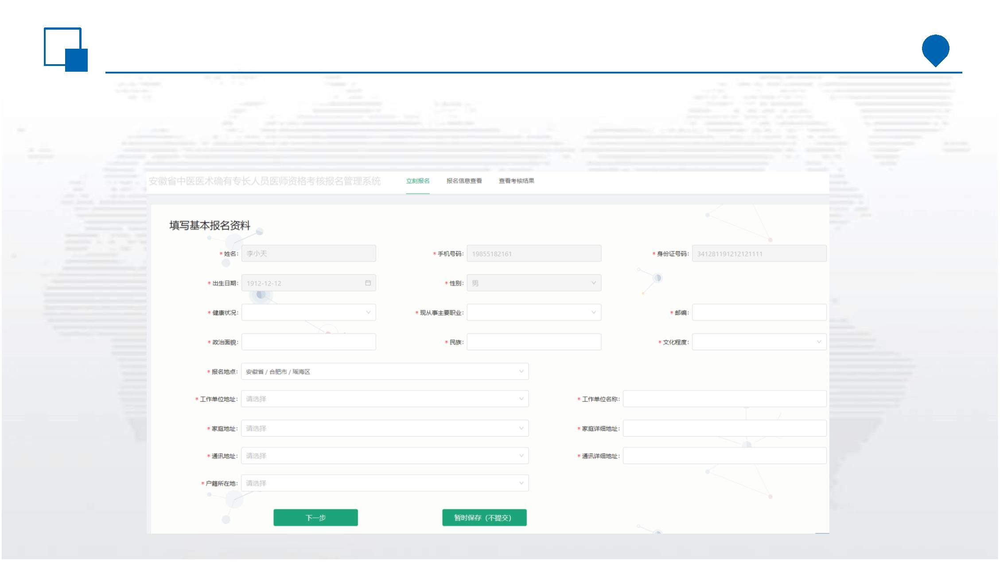 安徽省中医医术确有专长人员医师资格考核报名管理系统 立刻报名 报名信息查看 查看考核结果
填写基本报名资料
*姓名: 李小天 *手机号码: 19855182161 *身份证号码: 341281191212121111
*出生日期: 1912-12-12 *性别: 男
*健康状况: *现从事主要职业: *邮编:
*政治面貌: *民族: *文化程度:
*报名地点: 安徽省 / 合肥市 / 瑶海区
*工作单位地址: 请选择 *工作单位名称:
*家庭地址: 请选择 *家庭详细地址:
*通讯地址: 请选择 *通讯详细地址:
*户籍所在地: 请选择
下一步 暂时保存（不提交）